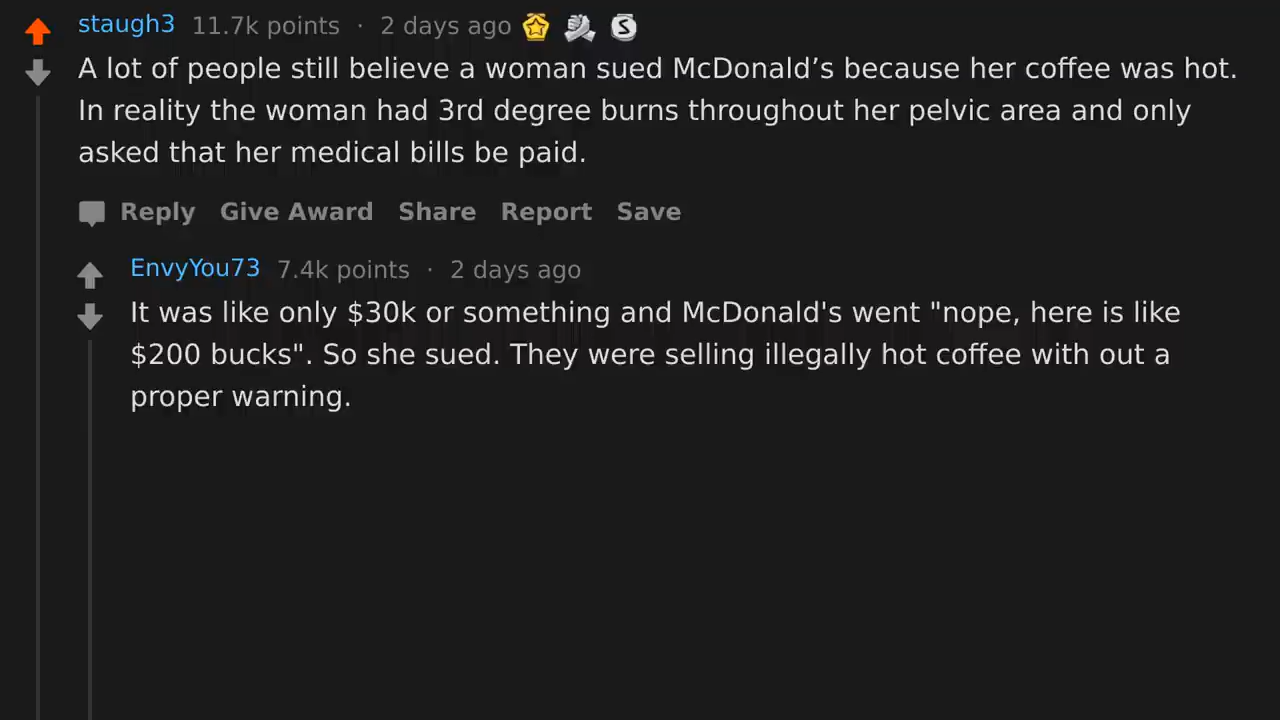 staugh3 11.7k points · 2 days ago
A lot of people still believe a woman sued McDonald’s because her coffee was hot.
In reality the woman had 3rd degree burns throughout her pelvic area and only
asked that her medical bills be paid.
Reply Give Award Share Report Save
EnvyYou73 7.4k points · 2 days ago
It was like only $30k or something and McDonald's went "nope, here is like
$200 bucks". So she sued. They were selling illegally hot coffee with out a
proper warning.